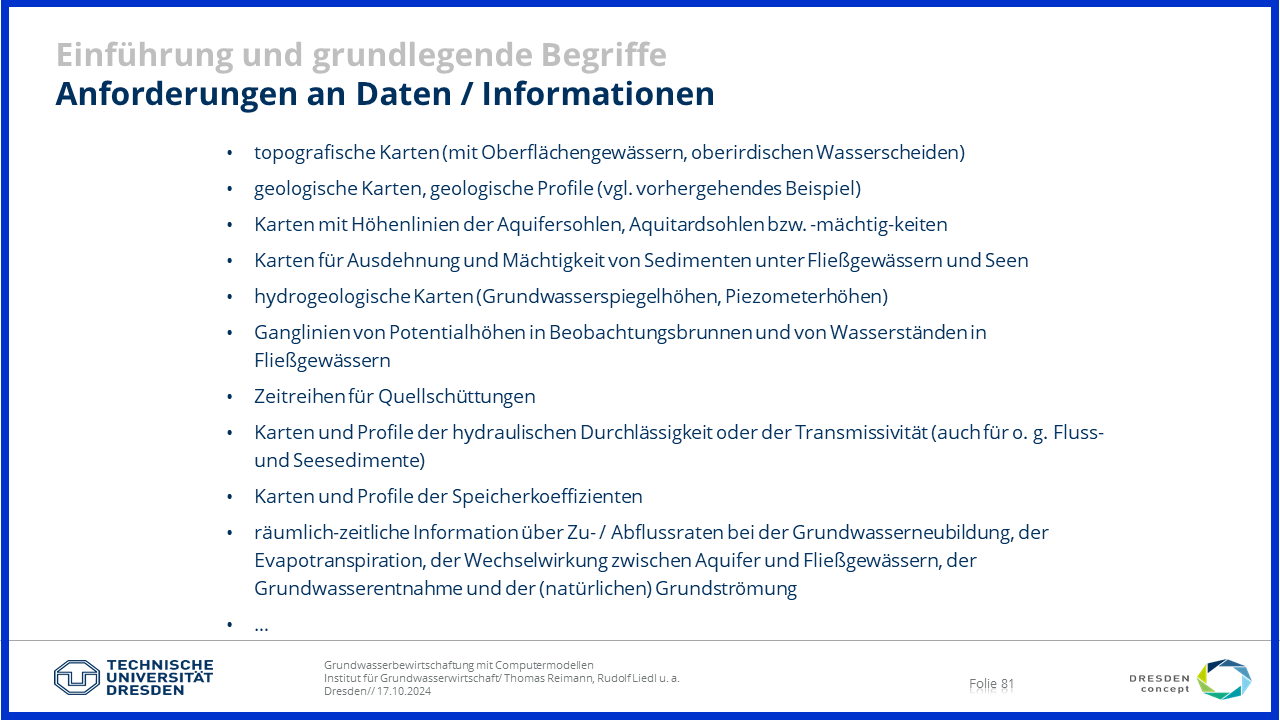 Einführung und grundlegende Begriffe
Anforderungen an Daten / Informationen
• topografische Karten (mit Oberflächengewässern, oberirdischen Wasserscheiden)
• geologische Karten, geologische Profile (vgl. vorhergehendes Beispiel)
• Karten mit Höhenlinien der Aquifersohlen, Aquitardsohlen bzw. -mächtig-keiten
• Karten für Ausdehnung und Mächtigkeit von Sedimenten unter Fließgewässern und Seen
• hydrogeologische Karten (Grundwasserspiegelhöhen, Piezometerhöhen)
• Ganglinien von Potentialhöhen in Beobachtungsbrunnen und von Wasserständen in
Fließgewässern
• Zeitreihen für Quellschüttungen
• Karten und Profile der hydraulischen Durchlässigkeit oder der Transmissivität (auch für o. g. Fluss-
und Seesedimente)
• Karten und Profile der Speicherkoeffizienten
• räumlich-zeitliche Information über Zu- / Abflussraten bei der Grundwasserneubildung, der
Evapotranspiration, der Wechselwirkung zwischen Aquifer und Fließgewässern, der
Grundwasserentnahme und der (natürlichen) Grundströmung
• ...
TECHNISCHE
UNIVERSITÄT
DRESDEN
Grundwasserbewirtschaftung mit Computermodellen
Institut für Grundwasserwirtschaft/ Thomas Reimann, Rudolf Liedl u. a.
Dresden// 17.10.2024
Folie 81
DRESDEN
concept